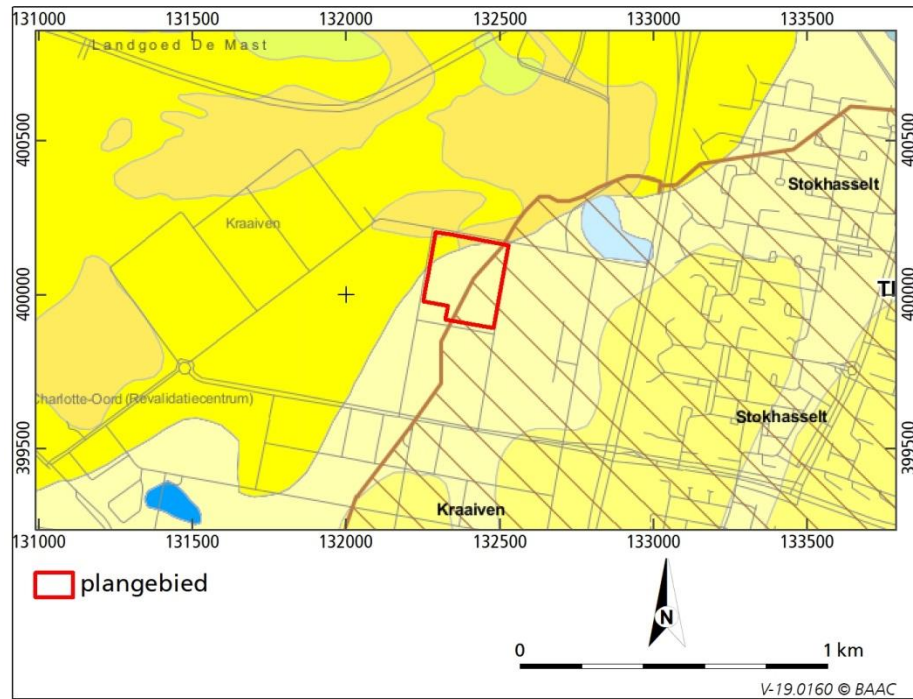 131000 131500 132000 132500 133000 133500
Landgoed De Mast
400500
400500
Stokhasselt
Kraaiven
400000
400000
TI
Charlotte-Oord (Revalidatiecentrum)
Stokhasselt
399500
399500
Kraaiven
131000 131500 132000 132500 133000 133500
plangebied
N
0 1 km
V-19.0160 © BAAC